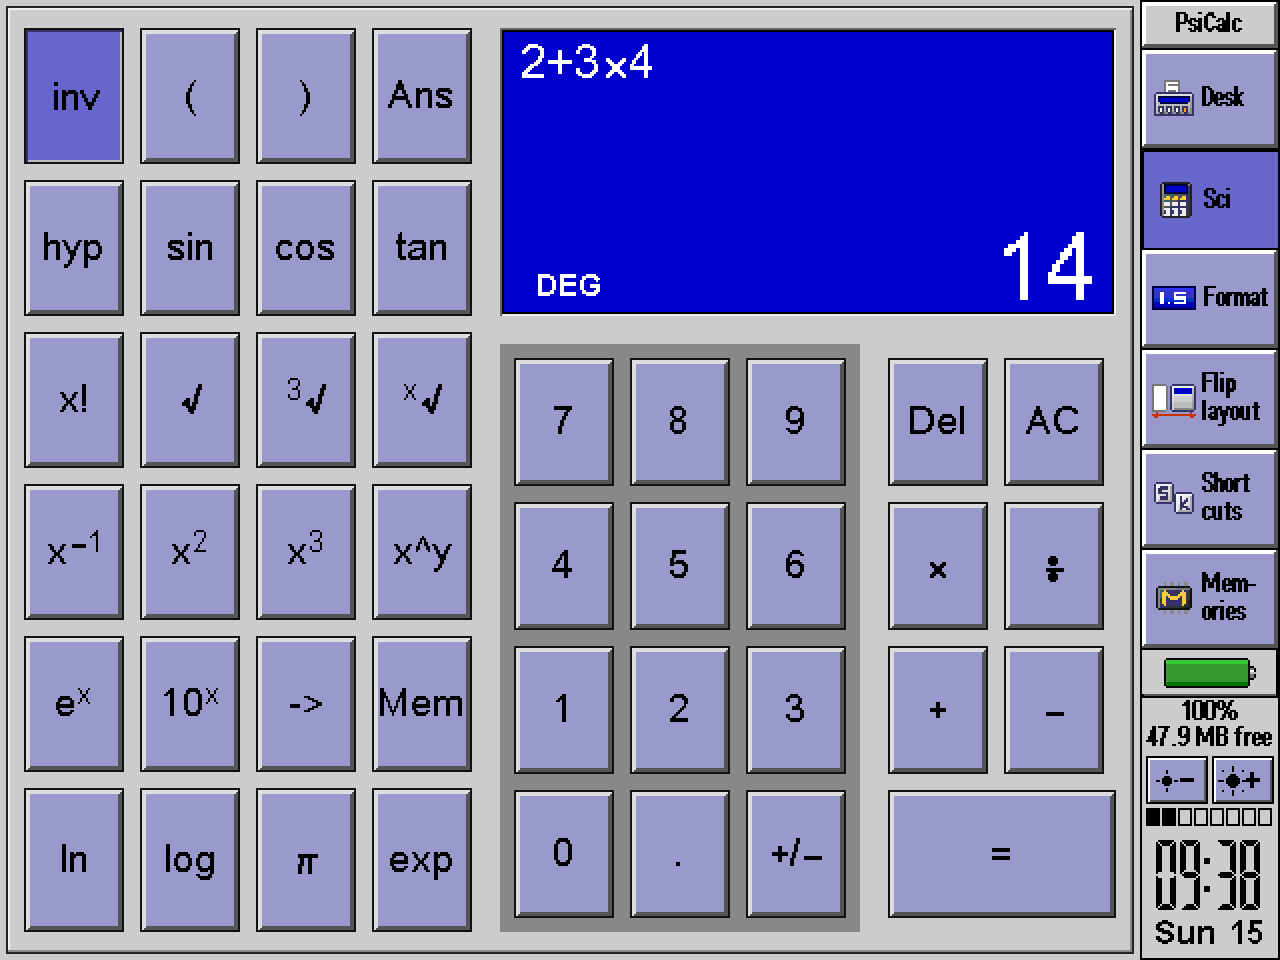 inv ( ) Ans
hyp sin cos tan
x! √ ³√ ˣ√
x⁻¹ x² x³ x^y
eˣ 10ˣ -> Mem
ln log π exp
2+3×4
DEG 14
7 8 9 Del AC
4 5 6 × ÷
1 2 3 + −
0 . +/− =
PsiCalc
Desk
Sci
1.5 Format
Flip
layout
S K Short
cuts
M Mem-
ories
100%
47.9 MB free
− +
09:38
Sun 15